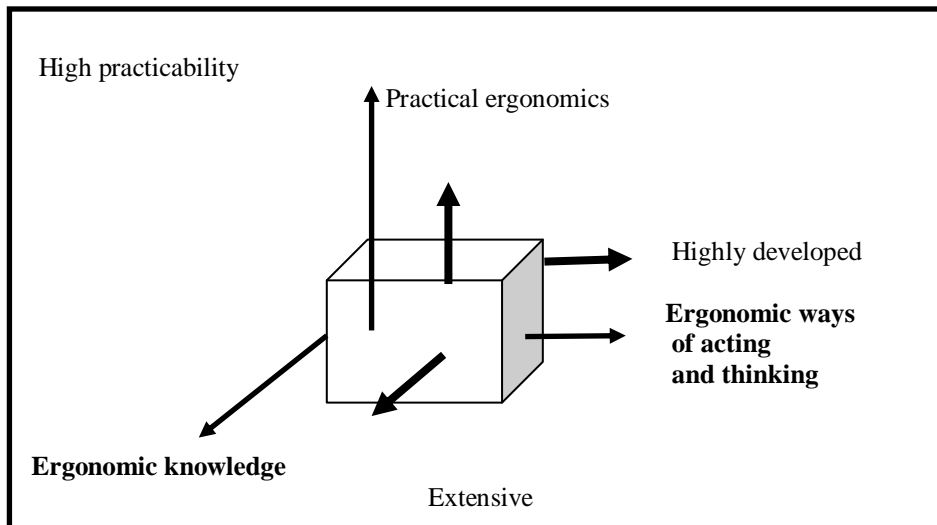 High practicability
Practical ergonomics
Highly developed
Ergonomic ways
of acting
and thinking
Ergonomic knowledge
Extensive